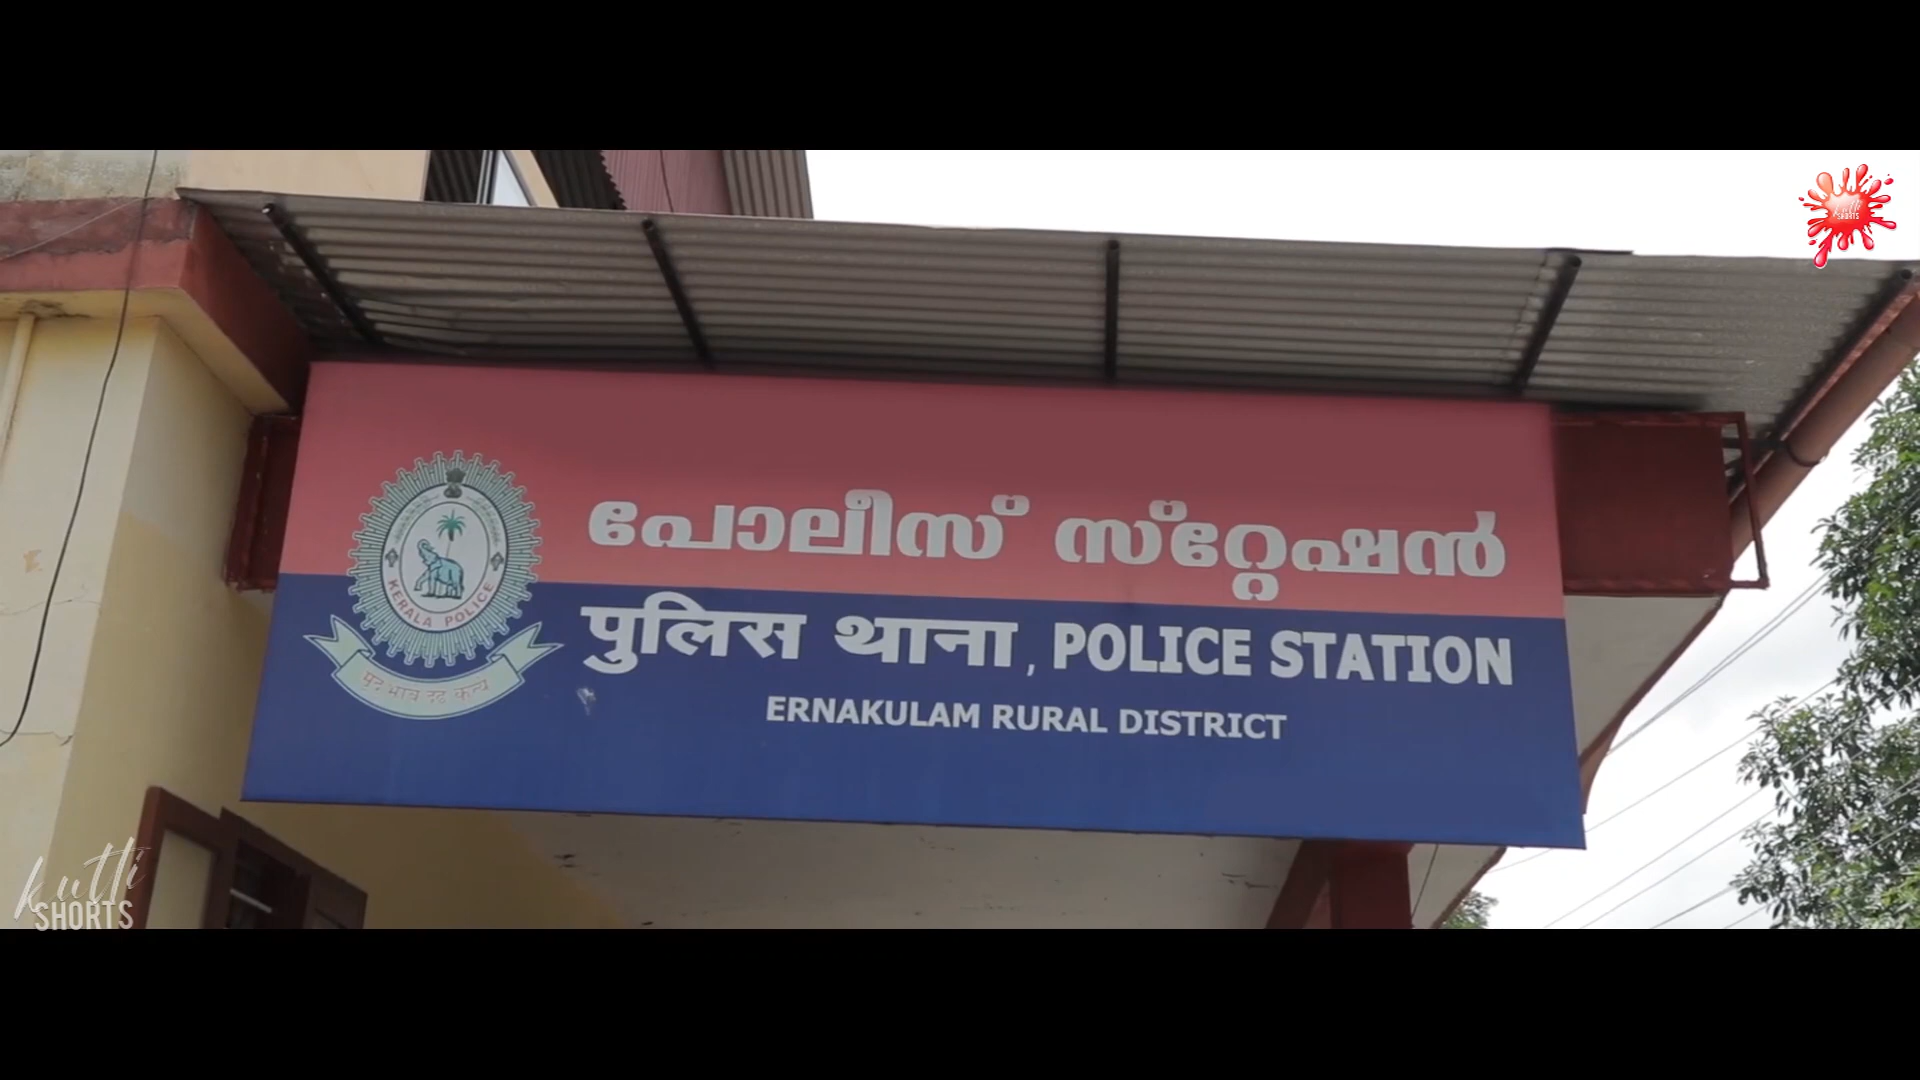 പോലീസ് സ്റ്റേഷൻ
पुलिस थाना, POLICE STATION
ERNAKULAM RURAL DISTRICT
KERALA POLICE
kutti
SHORTS